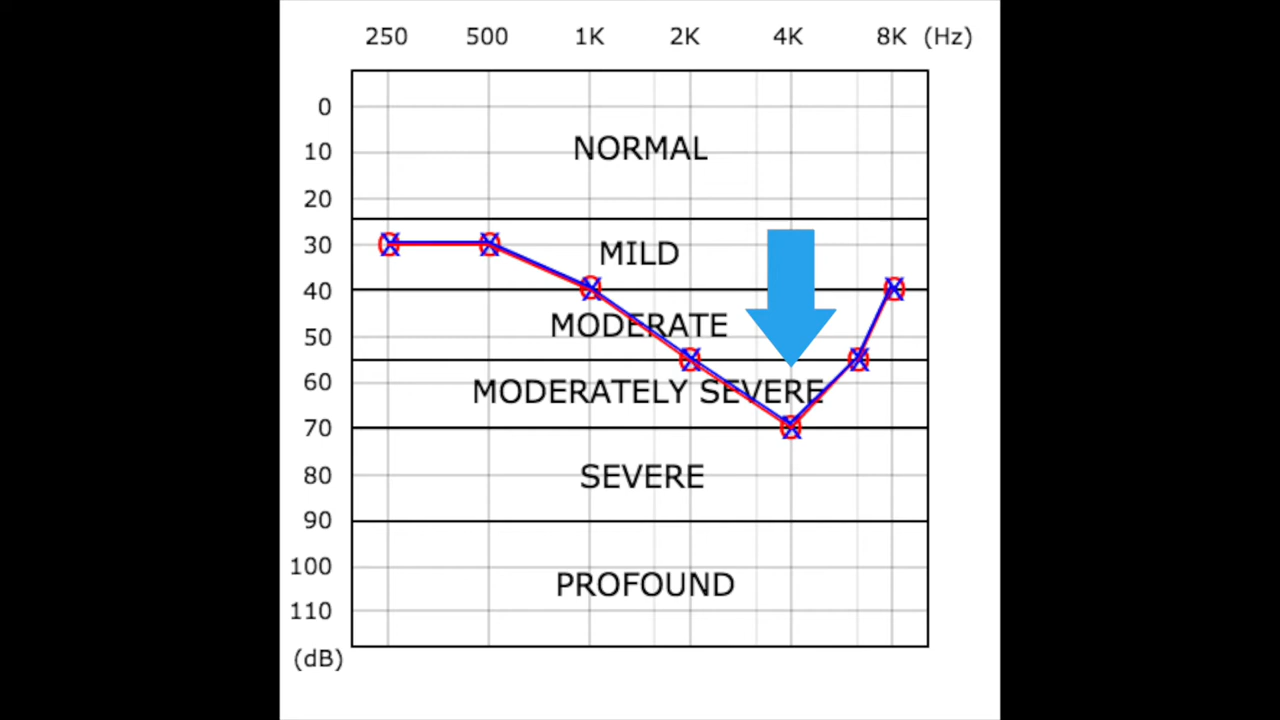 250 500 1K 2K 4K 8K (Hz)
0
NORMAL
10
20
30
MILD
40
MODERATE
50
60
MODERATELY SEVERE
70
80
SEVERE
90
100
PROFOUND
110
(dB)